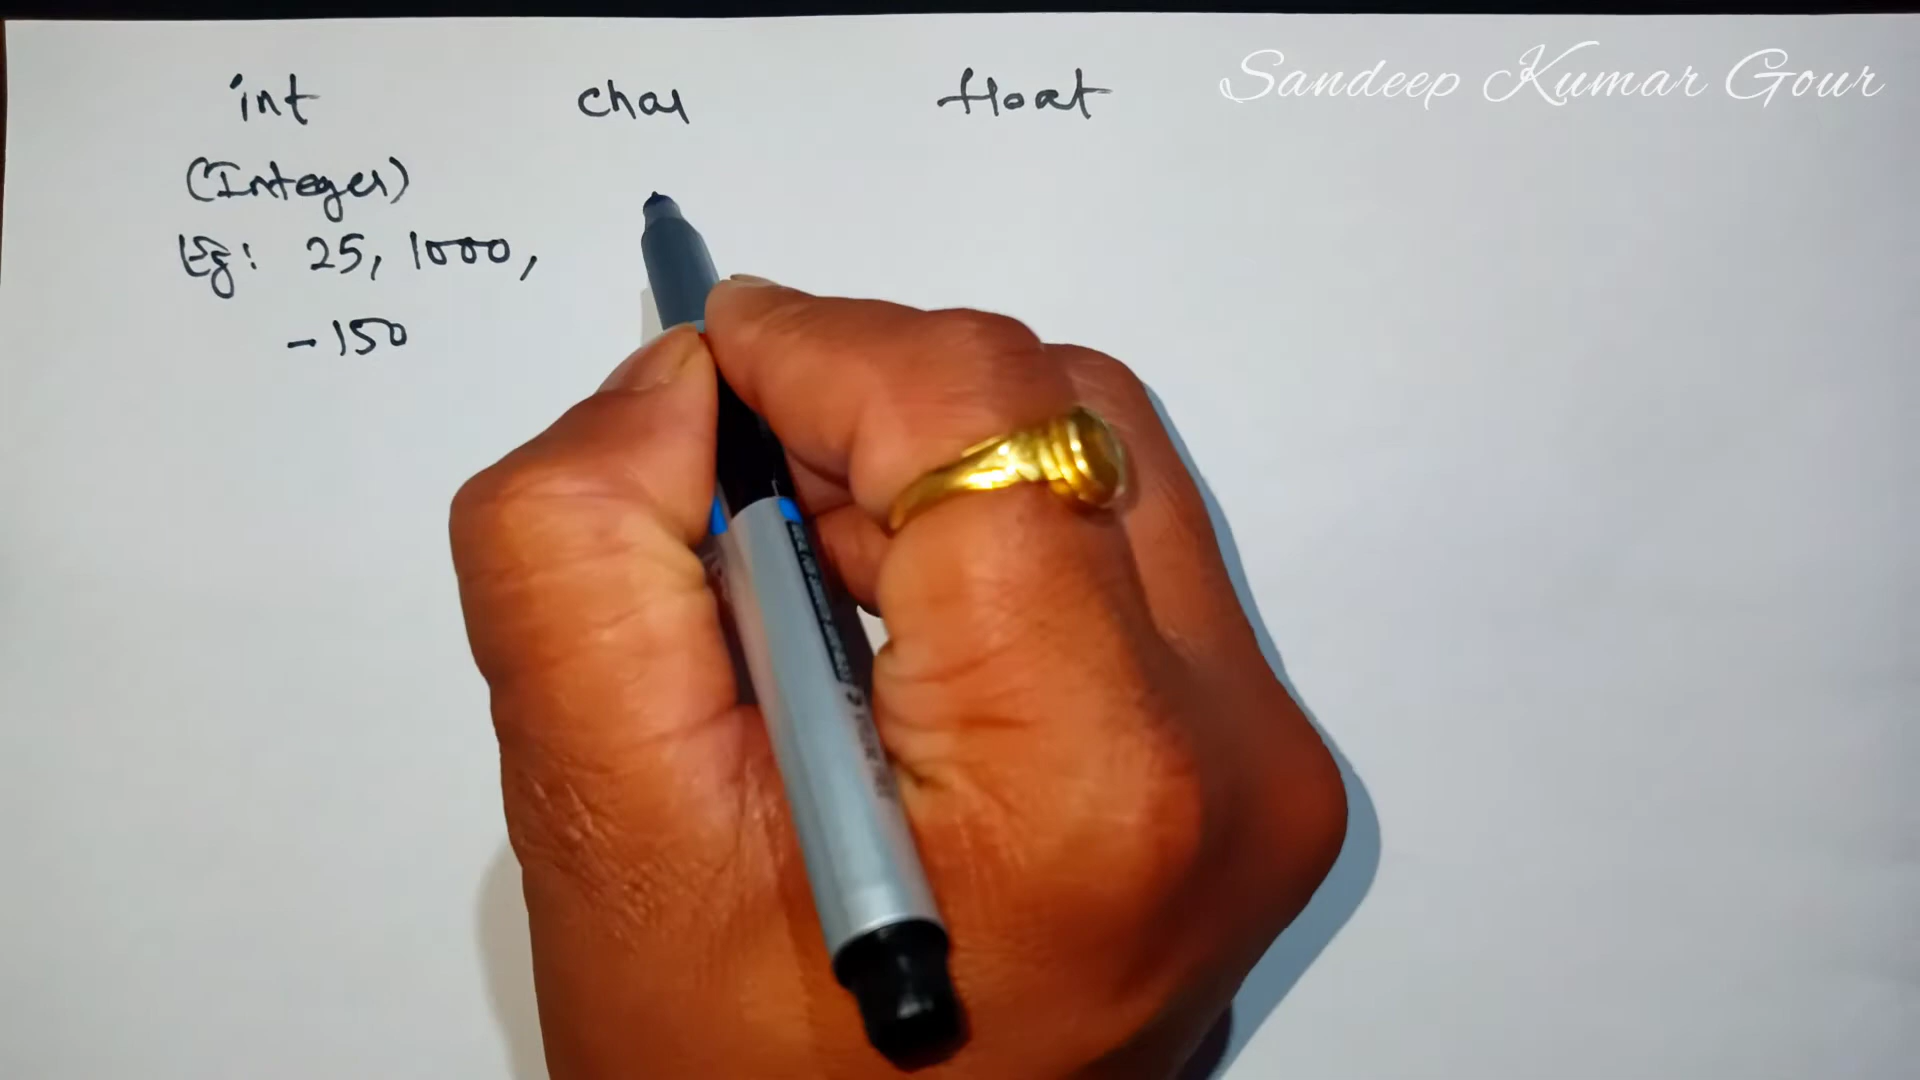 int char float
(Integer)
Eg: 25, 1000,
-150
Sandeep Kumar Gour